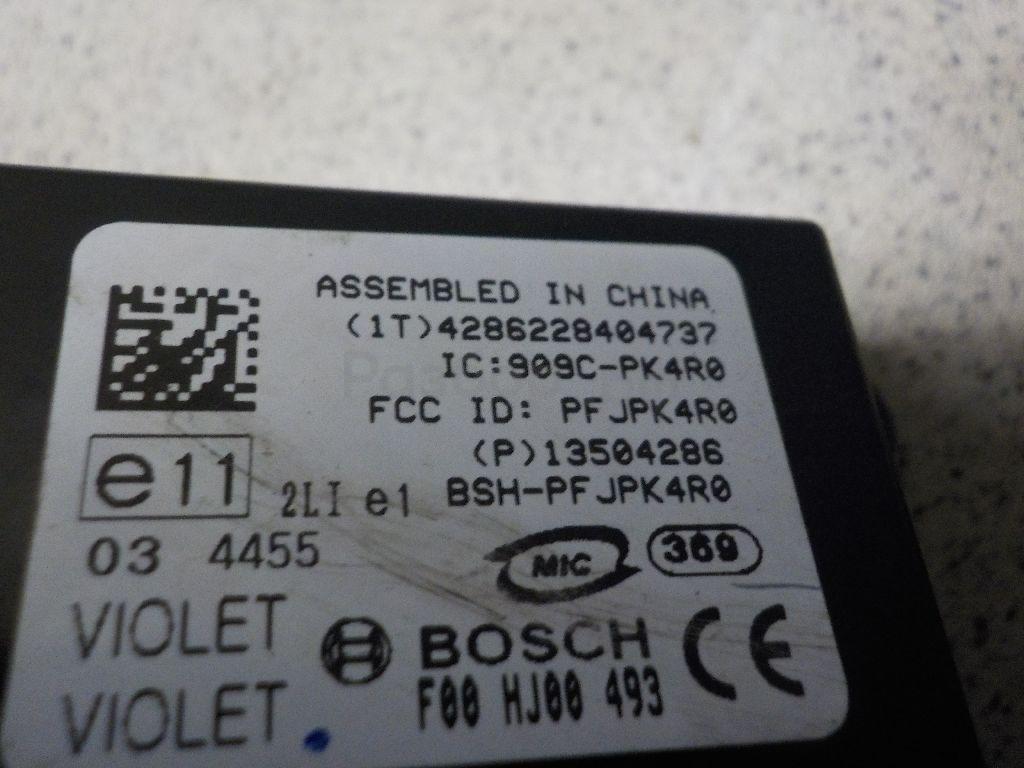 ASSEMBLED IN CHINA
(1T)4286228404737
IC:909C-PK4R0
FCC ID: PFJPK4R0
(P)13504286
e11 2LI e1 BSH-PFJPK4R0
03 4455
MIC 369
VIOLET
BOSCH CE
VIOLET
F00 HJ00 493